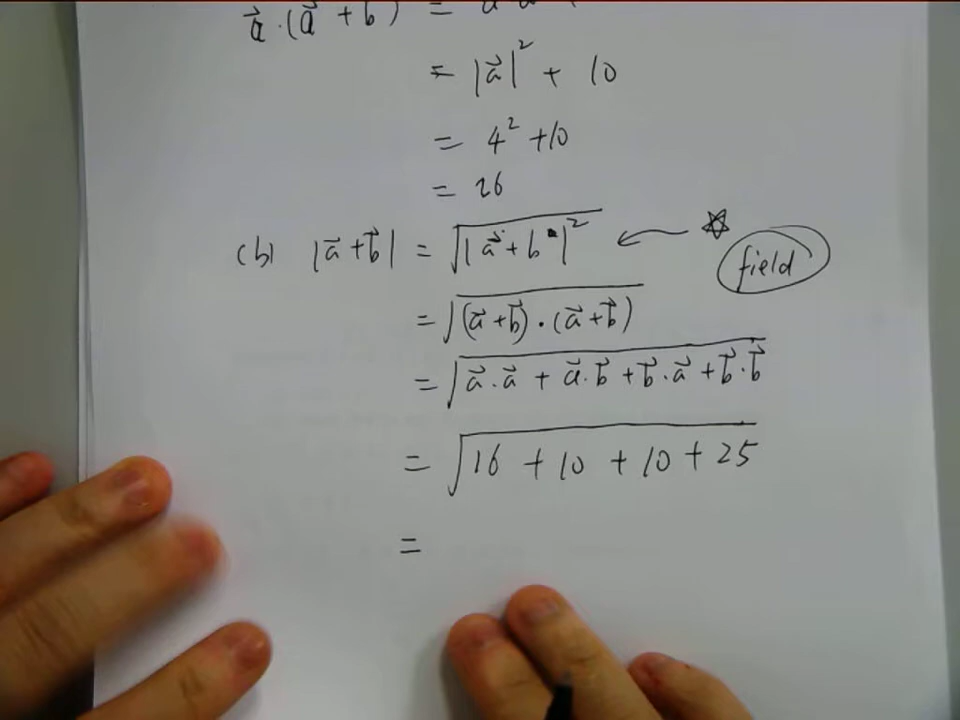 a⃗ ·(a⃗ + b⃗) =
= |a⃗|² + 10
= 4² + 10
= 26
(b) |a⃗ + b⃗| = √|a⃗ + b⃗|² ← ☆
field
= √(a⃗ + b⃗) · (a⃗ + b⃗)
= √a⃗ · a⃗ + a⃗ · b⃗ + b⃗ · a⃗ + b⃗ · b⃗
= √16 + 10 + 10 + 25
=